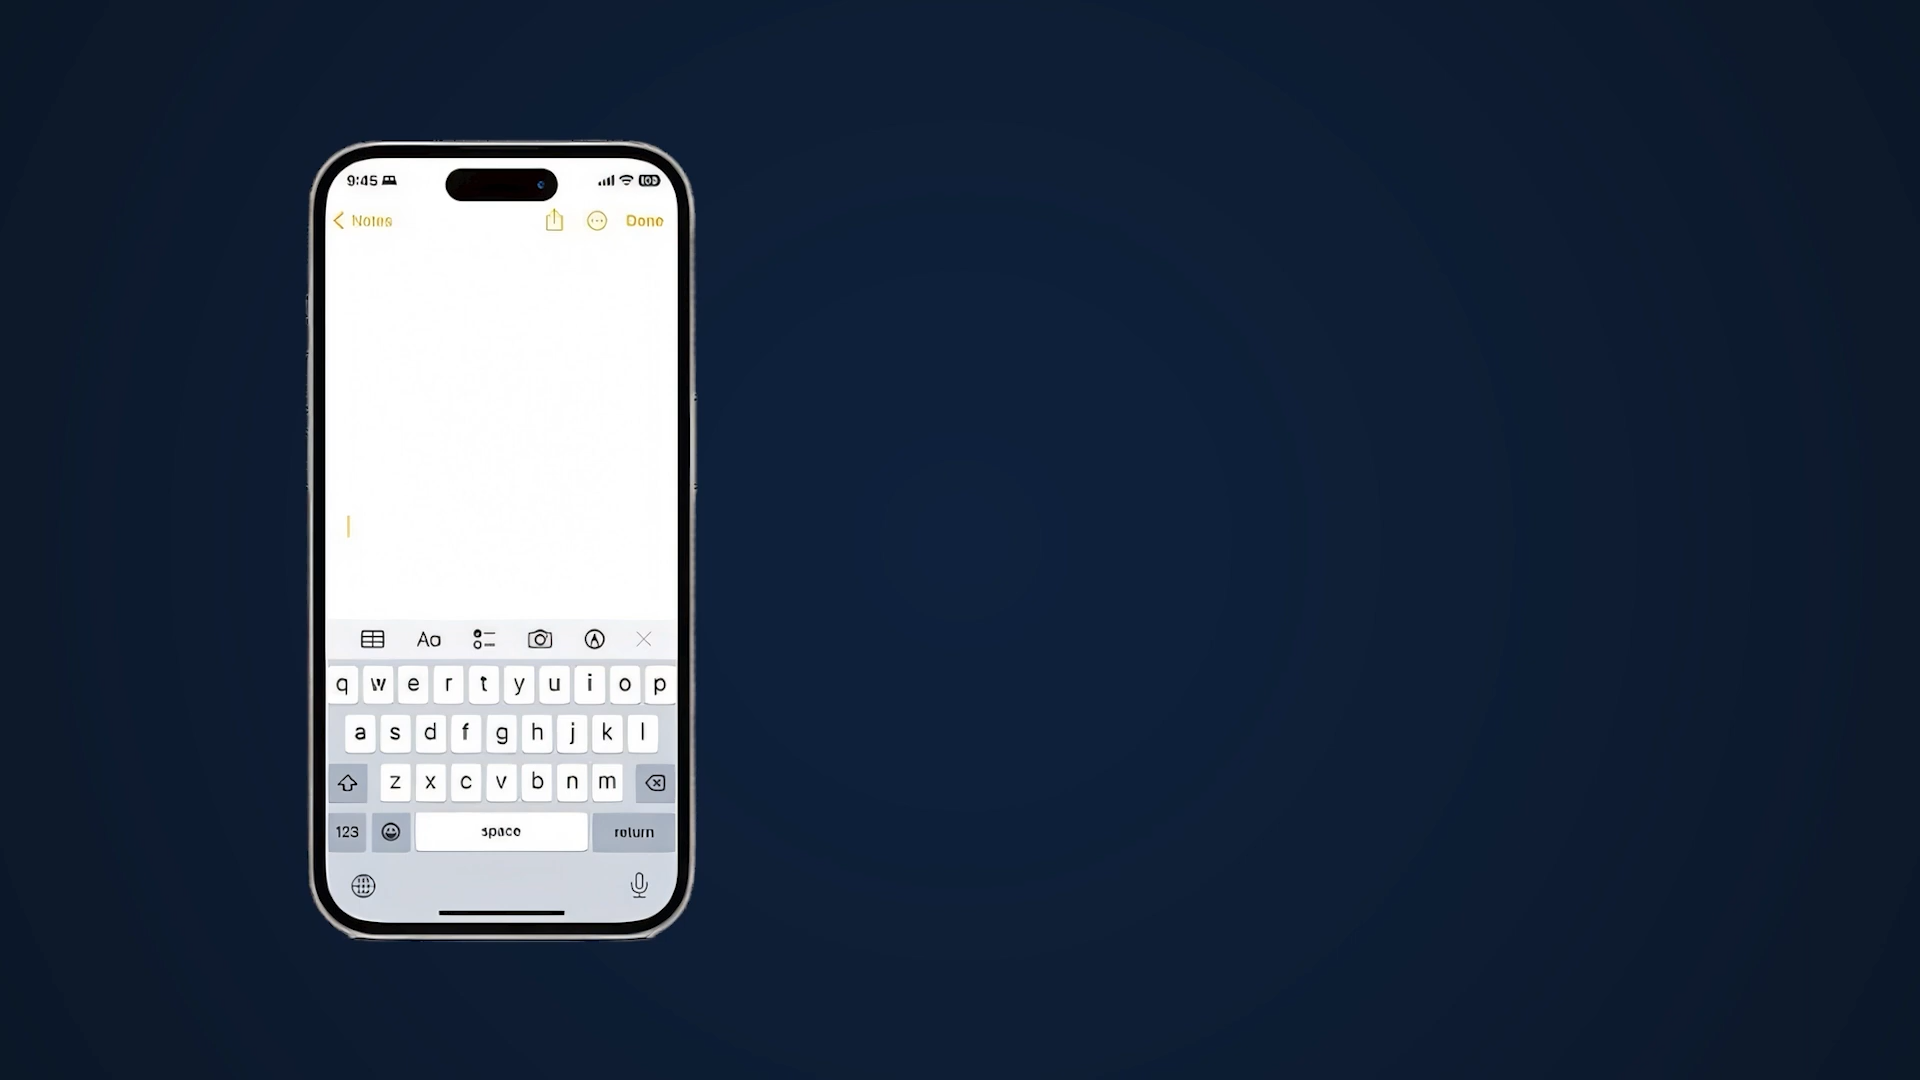 9:45
Notes Done
Aa
q w e r t y u i o p
a s d f g h j k l
z x c v b n m
123 space return